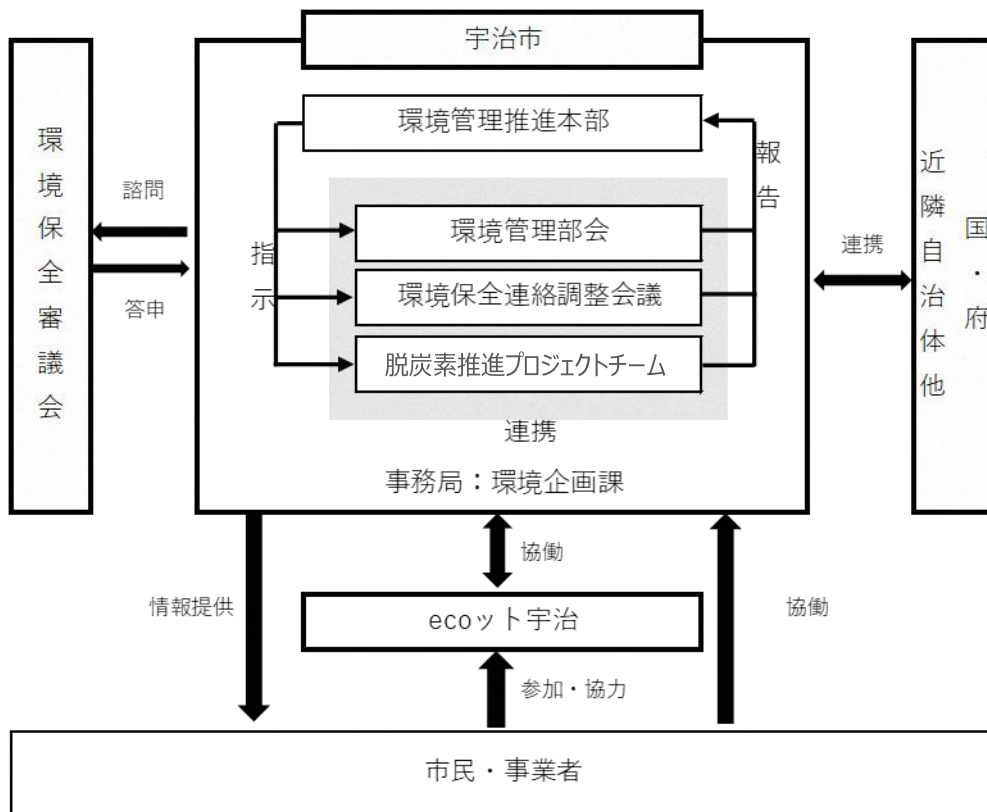 宇治市
環境管理推進本部
環境保全審議会
諮問
答申
指示
報告
環境管理部会
環境保全連絡調整会議
脱炭素推進プロジェクトチーム
連携
事務局：環境企画課
連携
国・府
近隣自治体他
情報提供
協働
ecoット宇治
協働
参加・協力
市民・事業者